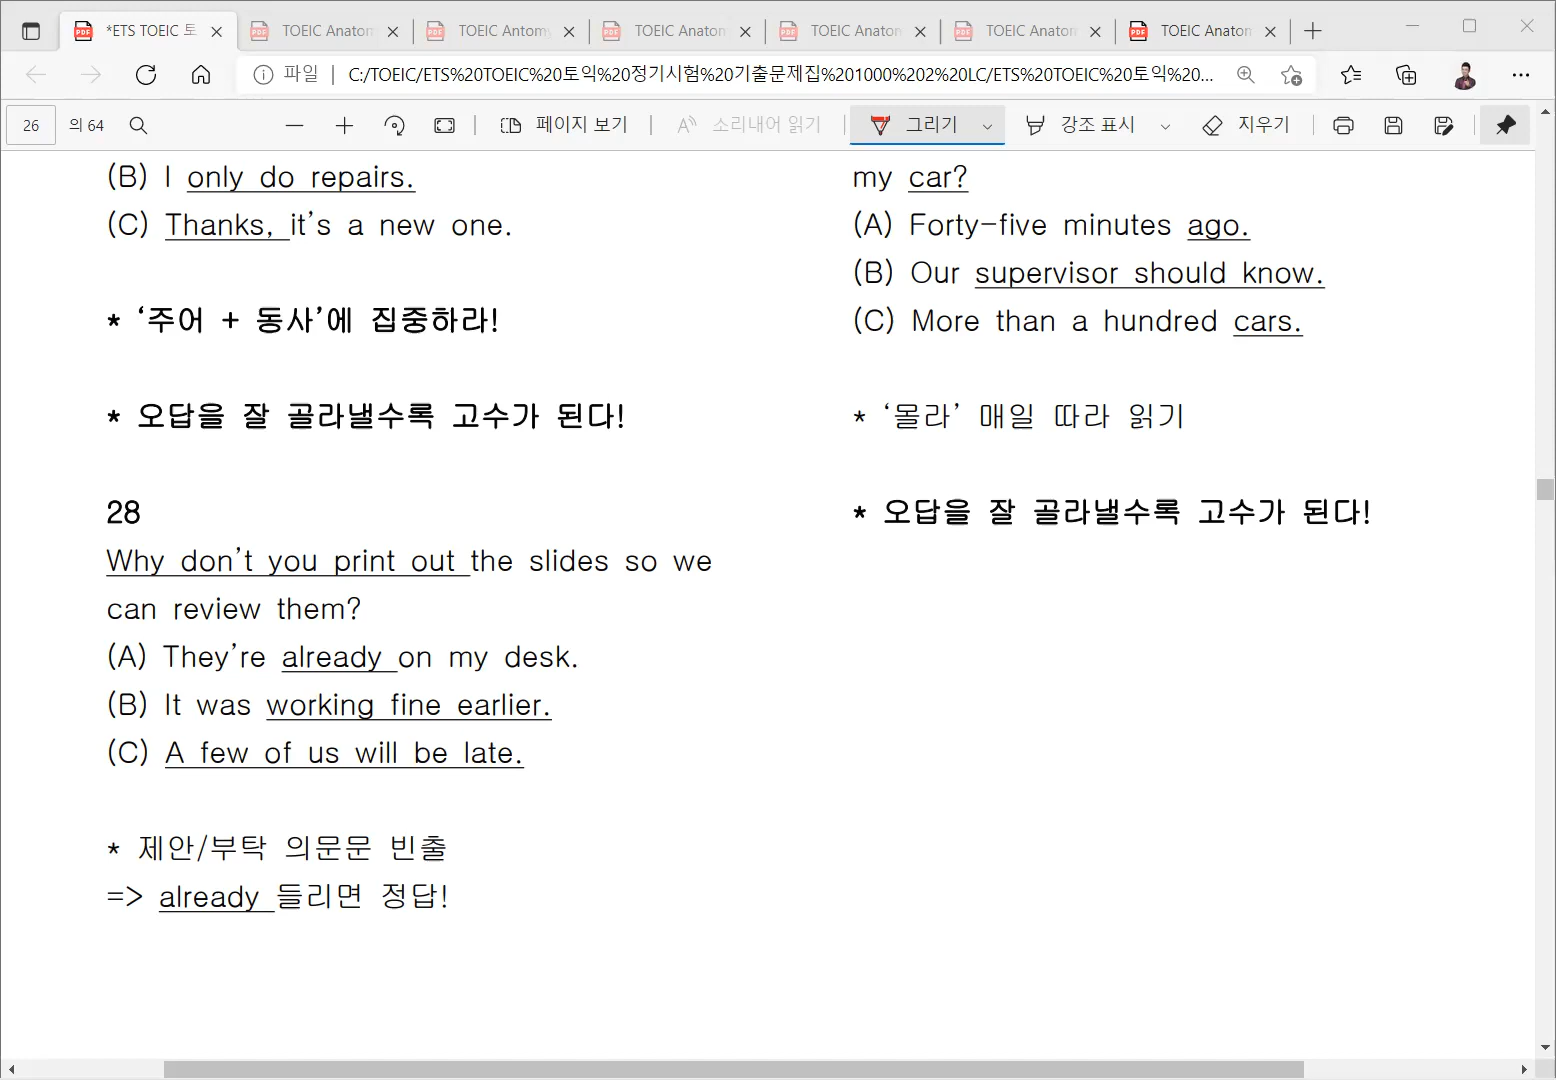 *ETS TOEIC 토
TOEIC Anaton
TOEIC Antomy
TOEIC Anaton
TOEIC Anaton
TOEIC Anaton
TOEIC Anaton
파일
C:/TOEIC/ETS%20TOEIC%20토익%20정기시험%20기출문제집%201000%202%20LC/ETS%20TOEIC%20토익%20...
26 의 64
페이지 보기
소리내어 읽기
그리기
강조 표시
지우기
(B) I only do repairs.
(C) Thanks, it's a new one.
* '주어 + 동사'에 집중하라!
* 오답을 잘 골라낼수록 고수가 된다!
28
Why don't you print out the slides so we
can review them?
(A) They're already on my desk.
(B) It was working fine earlier.
(C) A few of us will be late.
* 제안/부탁 의문문 빈출
=> already 들리면 정답!
my car?
(A) Forty-five minutes ago.
(B) Our supervisor should know.
(C) More than a hundred cars.
* '몰라' 매일 따라 읽기
* 오답을 잘 골라낼수록 고수가 된다!